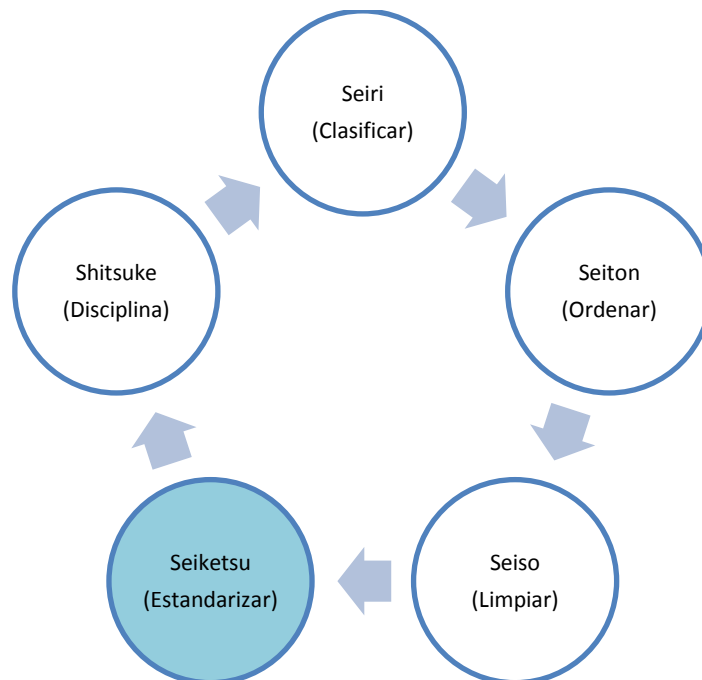 Seiri
(Clasificar)
Seiton
(Ordenar)
Seiso
(Limpiar)
Seiketsu
(Estandarizar)
Shitsuke
(Disciplina)